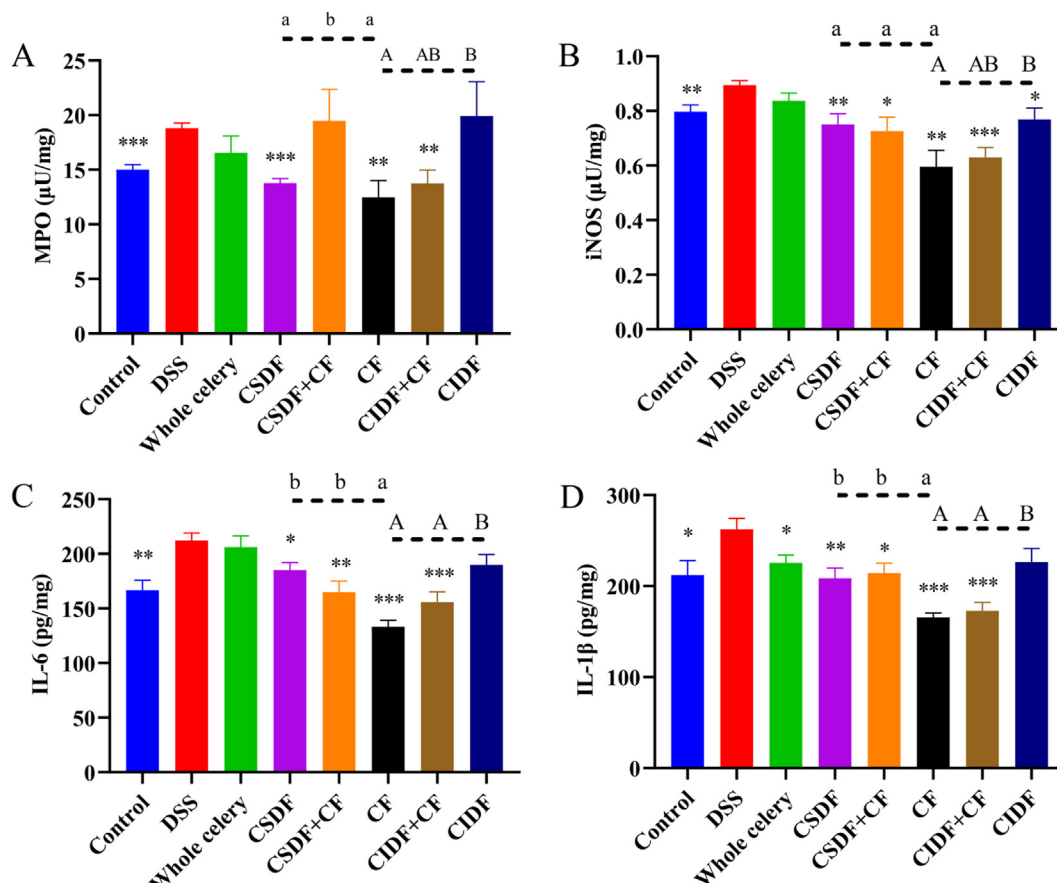 A
a b a
A AB B
MPO (µU/mg)
25
20
15
10
5
0
*** *** ** **
Control DSS Whole celery CSDF CSDF+CF CF CIDF+CF CIDF
B
a a a
A AB B
iNOS (µU/mg)
1.0
0.8
0.6
0.4
0.2
0.0
** ** * ** *** *
Control DSS Whole celery CSDF CSDF+CF CF CIDF+CF CIDF
C
b b a
A A B
IL-6 (pg/mg)
250
200
150
100
50
0
** * ** *** ***
Control DSS Whole celery CSDF CSDF+CF CF CIDF+CF CIDF
D
b b a
A A B
IL-1β (pg/mg)
300
200
100
0
* * ** * *** ***
Control DSS Whole celery CSDF CSDF+CF CF CIDF+CF CIDF